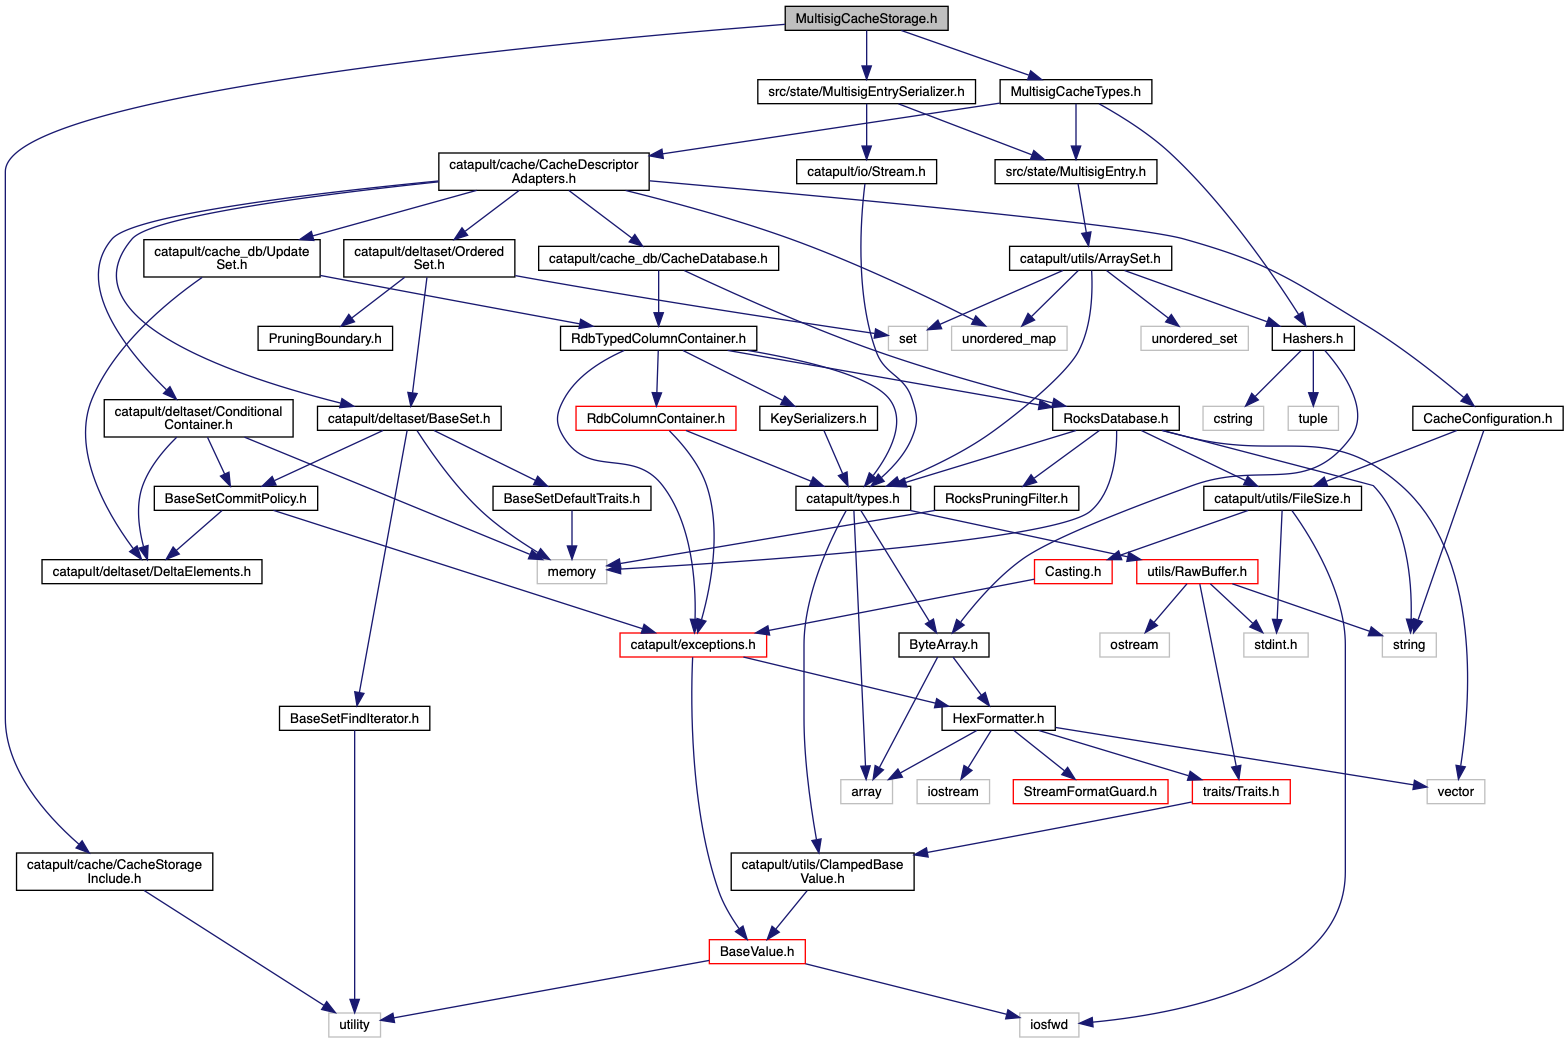 MultisigCacheStorage.h
src/state/MultisigEntrySerializer.h
MultisigCacheTypes.h
catapult/cache/CacheDescriptor
Adapters.h
catapult/io/Stream.h
src/state/MultisigEntry.h
catapult/cache_db/Update
Set.h
catapult/deltaset/Ordered
Set.h
catapult/cache_db/CacheDatabase.h
catapult/utils/ArraySet.h
PruningBoundary.h
RdbTypedColumnContainer.h
set
unordered_map
unordered_set
Hashers.h
catapult/deltaset/Conditional
Container.h
catapult/deltaset/BaseSet.h
RdbColumnContainer.h
KeySerializers.h
RocksDatabase.h
cstring
tuple
CacheConfiguration.h
BaseSetCommitPolicy.h
BaseSetDefaultTraits.h
catapult/types.h
RocksPruningFilter.h
catapult/utils/FileSize.h
catapult/deltaset/DeltaElements.h
memory
Casting.h
utils/RawBuffer.h
catapult/exceptions.h
ByteArray.h
ostream
stdint.h
string
BaseSetFindIterator.h
HexFormatter.h
array
iostream
StreamFormatGuard.h
traits/Traits.h
vector
catapult/cache/CacheStorage
Include.h
catapult/utils/ClampedBase
Value.h
BaseValue.h
utility
iosfwd